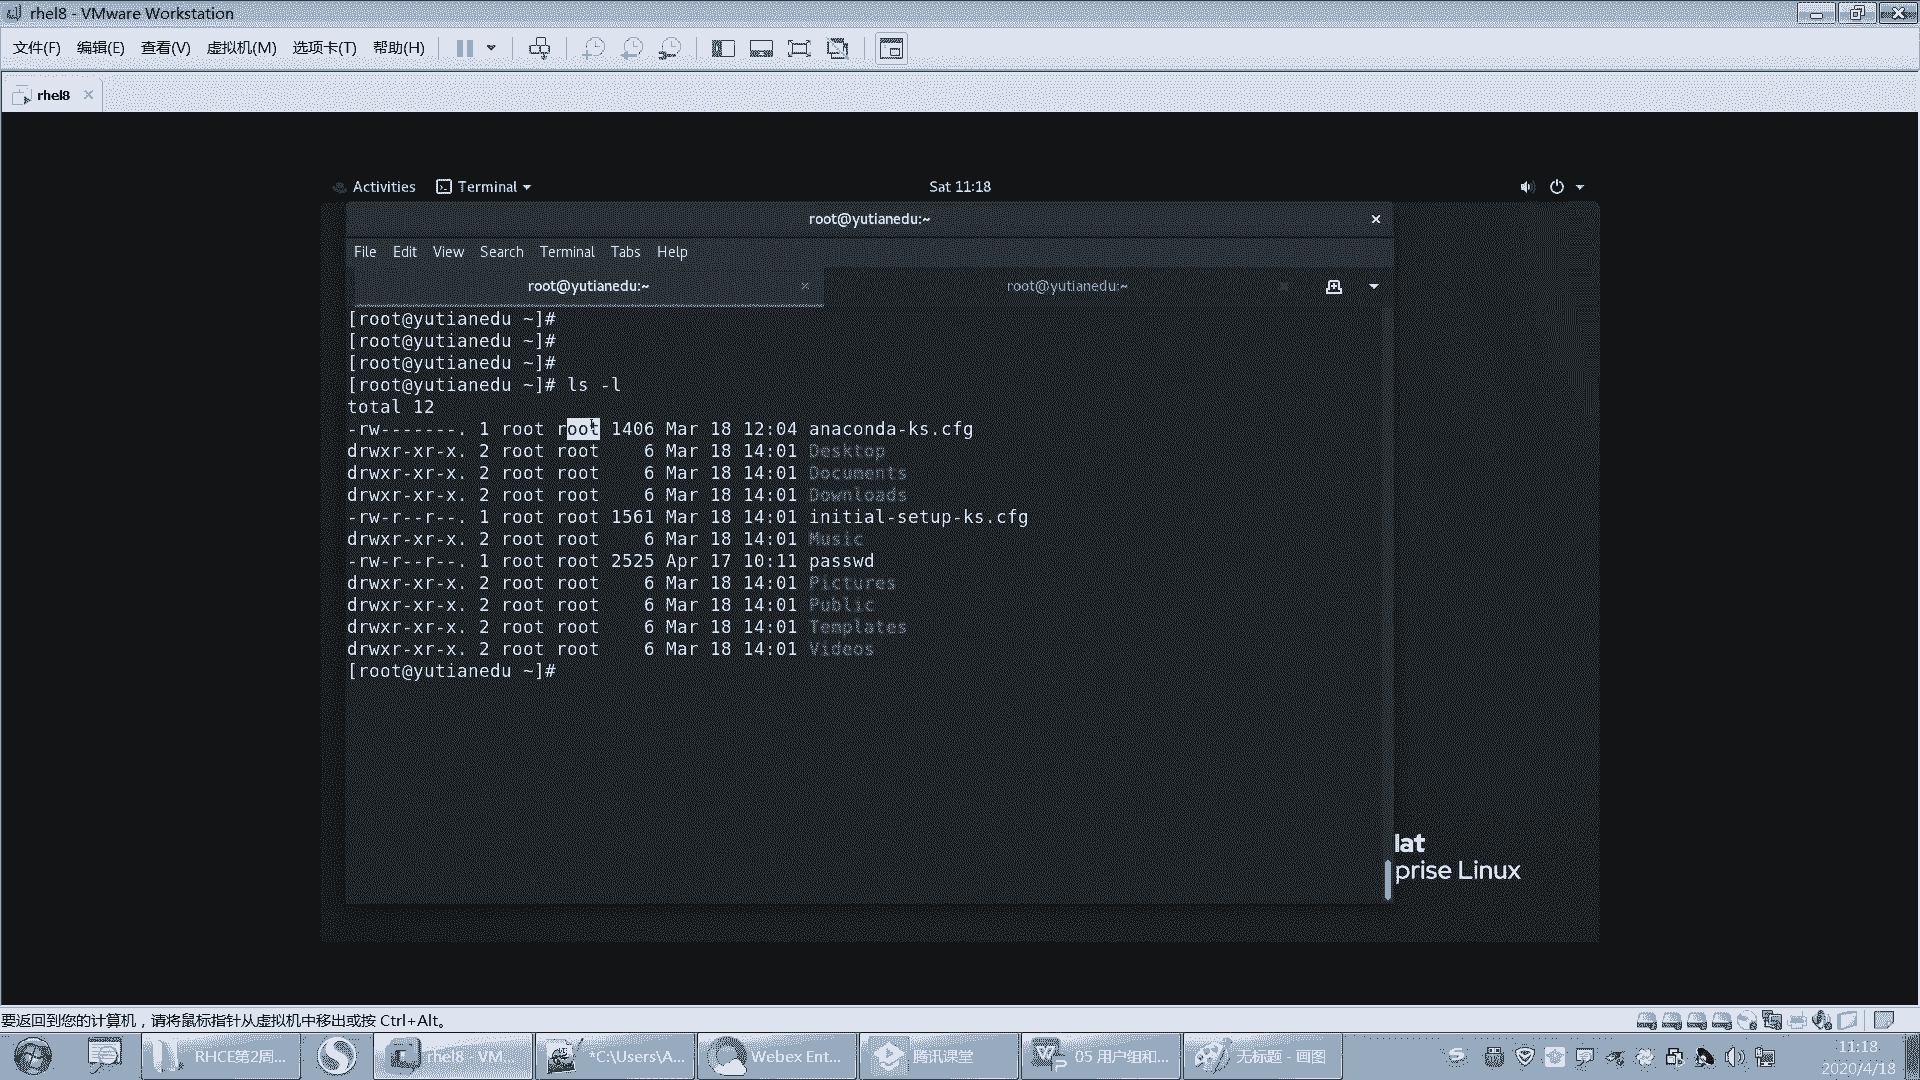 rhel8 - VMware Workstation
文件(F) 编辑(E) 查看(V) 虚拟机(M) 选项卡(T) 帮助(H)
rhel8
Activities Terminal Sat 11:18
root@yutianedu:~
File Edit View Search Terminal Tabs Help
root@yutianedu:~ root@yutianedu:~
[root@yutianedu ~]#
[root@yutianedu ~]#
[root@yutianedu ~]#
[root@yutianedu ~]# ls -l
total 12
-rw-------. 1 root root 1406 Mar 18 12:04 anaconda-ks.cfg
drwxr-xr-x. 2 root root    6 Mar 18 14:01 Desktop
drwxr-xr-x. 2 root root    6 Mar 18 14:01 Documents
drwxr-xr-x. 2 root root    6 Mar 18 14:01 Downloads
-rw-r--r--. 1 root root 1561 Mar 18 14:01 initial-setup-ks.cfg
drwxr-xr-x. 2 root root    6 Mar 18 14:01 Music
-rw-r--r--. 1 root root 2525 Apr 17 10:11 passwd
drwxr-xr-x. 2 root root    6 Mar 18 14:01 Pictures
drwxr-xr-x. 2 root root    6 Mar 18 14:01 Public
drwxr-xr-x. 2 root root    6 Mar 18 14:01 Templates
drwxr-xr-x. 2 root root    6 Mar 18 14:01 Videos
[root@yutianedu ~]#
lat
prise Linux
要返回到您的计算机，请将鼠标指针从虚拟机中移出或按 Ctrl+Alt。
RHCE第2周... rhel8 - VM... *C:\Users\A... Webex Ent... 腾讯课堂 05 用户组和... 无标题 - 画图 11:18
2020/4/18